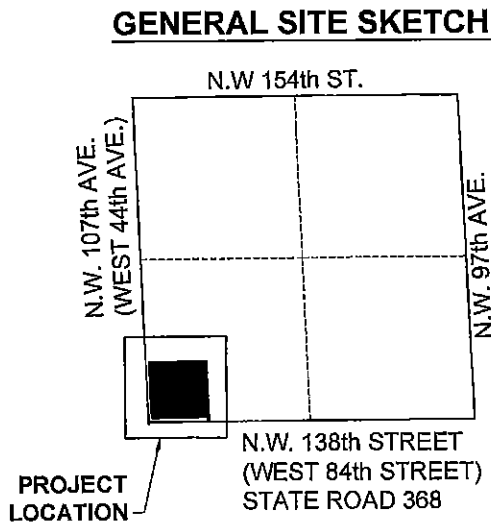 GENERAL SITE SKETCH
N.W 154th ST.
N.W. 107th AVE.
(WEST 44th AVE.)
N.W. 97th AVE.
N.W. 138th STREET
(WEST 84th STREET)
STATE ROAD 368
PROJECT
LOCATION